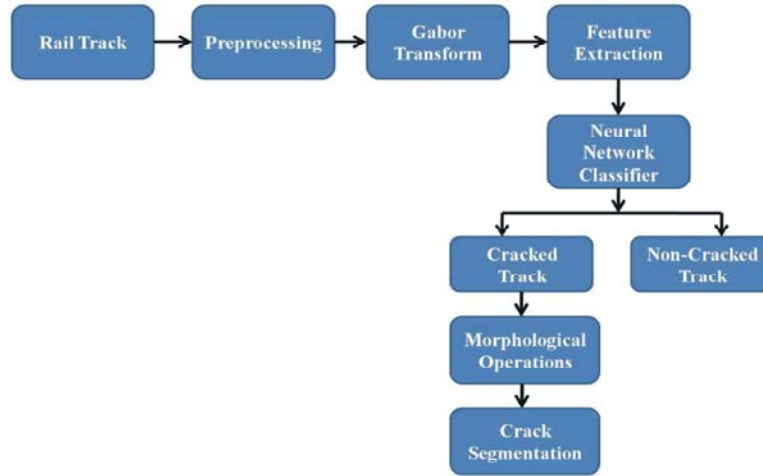 Rail Track
Preprocessing
Gabor
Transform
Feature
Extraction
Neural
Network
Classifier
Cracked
Track
Non-Cracked
Track
Morphological
Operations
Crack
Segmentation